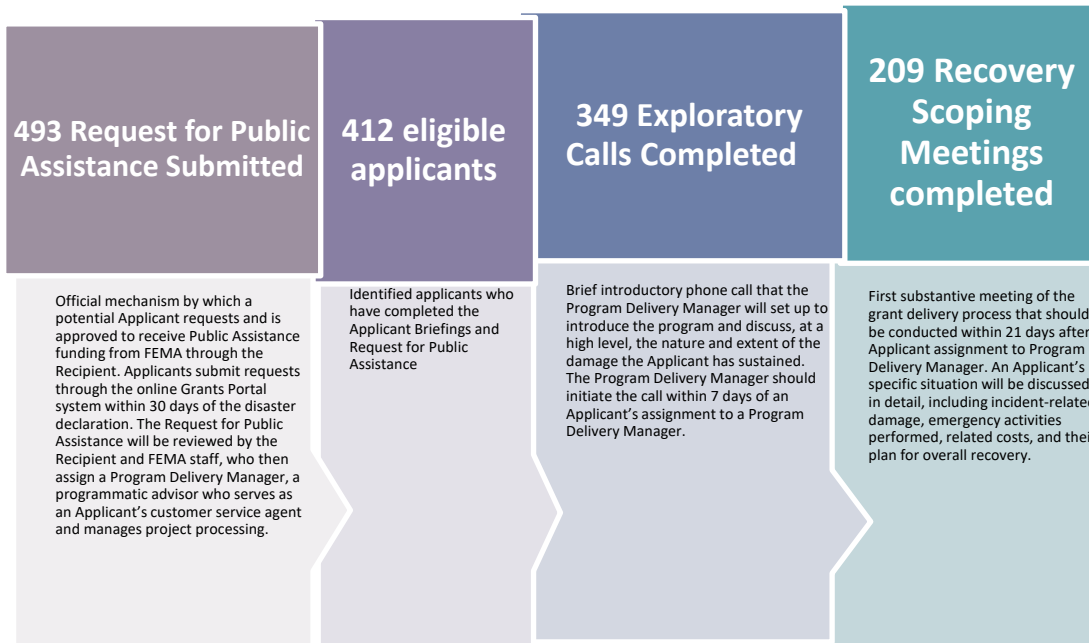 493 Request for Public
Assistance Submitted
Official mechanism by which a
potential Applicant requests and is
approved to receive Public Assistance
funding from FEMA through the
Recipient. Applicants submit requests
through the online Grants Portal
system within 30 days of the disaster
declaration. The Request for Public
Assistance will be reviewed by the
Recipient and FEMA staff, who then
assign a Program Delivery Manager, a
programmatic advisor who serves as
an Applicant’s customer service agent
and manages project processing.
412 eligible
applicants
Identified applicants who
have completed the
Applicant Briefings and
Request for Public
Assistance
349 Exploratory
Calls Completed
Brief introductory phone call that the
Program Delivery Manager will set up to
introduce the program and discuss, at a
high level, the nature and extent of the
damage the Applicant has sustained.
The Program Delivery Manager should
initiate the call within 7 days of an
Applicant’s assignment to a Program
Delivery Manager.
209 Recovery
Scoping
Meetings
completed
First substantive meeting of the
grant delivery process that should
be conducted within 21 days after
Applicant assignment to Program
Delivery Manager. An Applicant’s
specific situation will be discussed
in detail, including incident-related
damage, emergency activities
performed, related costs, and thei
plan for overall recovery.